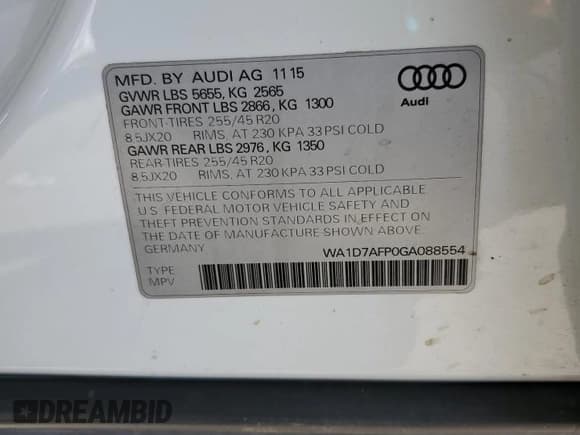 MFD. BY AUDI AG 11 15
GVWR LBS 5655, KG 2565
GAWR FRONT LBS 2866, KG 1300
FRONT-TIRES 255/45 R20
8.5JX20 RIMS, AT 230 KPA 33 PSI COLD
GAWR REAR LBS 2976, KG 1350
REAR-TIRES 255/45 R20
8.5JX20 RIMS, AT 230 KPA 33 PSI COLD
Audi
THIS VEHICLE CONFORMS TO ALL APPLICABLE
U.S. FEDERAL MOTOR VEHICLE SAFETY AND
THEFT PREVENTION STANDARDS IN EFFECT ON
THE DATE OF MANUFACTURE SHOWN ABOVE.
GERMANY
WA1D7AFP0GA088554
TYPE
MPV
DREAMBID